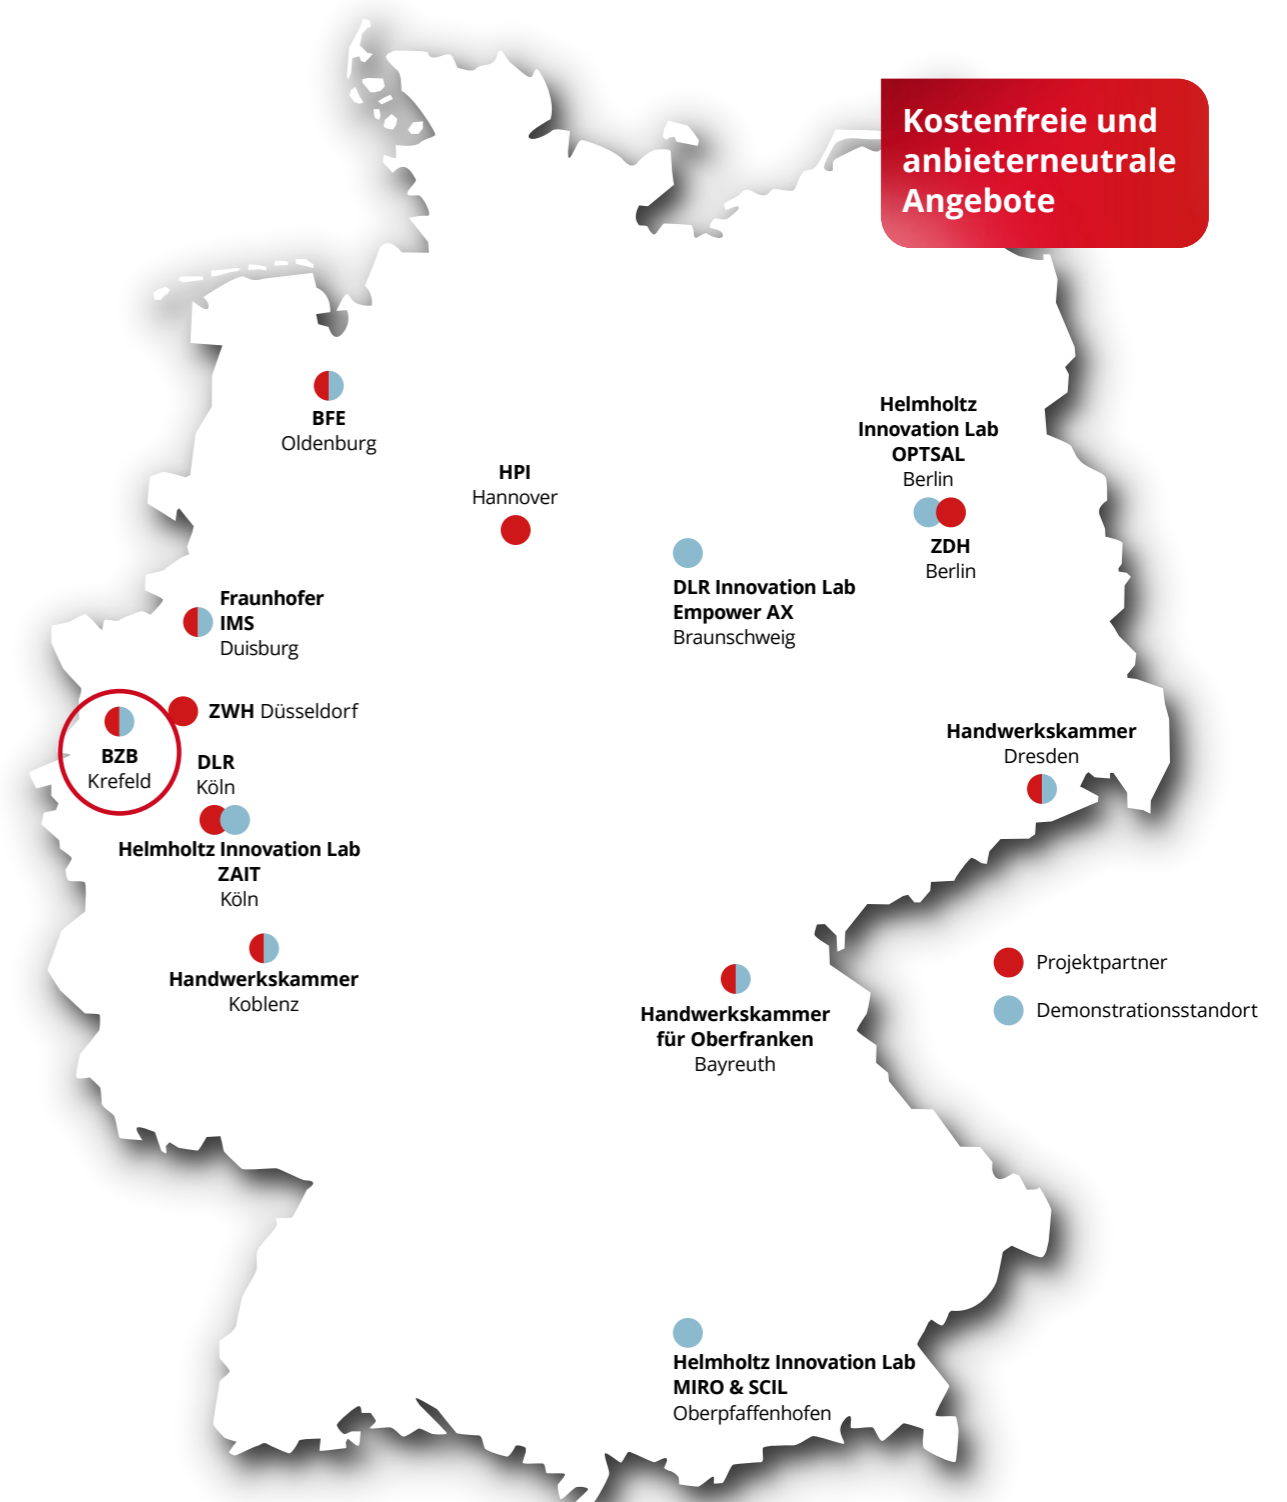 Kostenfreie und
anbieterneutrale
Angebote
BFE
Oldenburg
HPI
Hannover
Helmholtz
Innovation Lab
OPTSAL
Berlin
ZDH
Berlin
DLR Innovation Lab
Empower AX
Braunschweig
Fraunhofer
IMS
Duisburg
ZWH Düsseldorf
BZB
Krefeld
DLR
Köln
Helmholtz Innovation Lab
ZAIT
Köln
Handwerkskammer
Dresden
Handwerkskammer
Koblenz
Handwerkskammer
für Oberfranken
Bayreuth
Projektpartner
Demonstrationsstandort
Helmholtz Innovation Lab
MIRO & SCIL
Oberpfaffenhofen